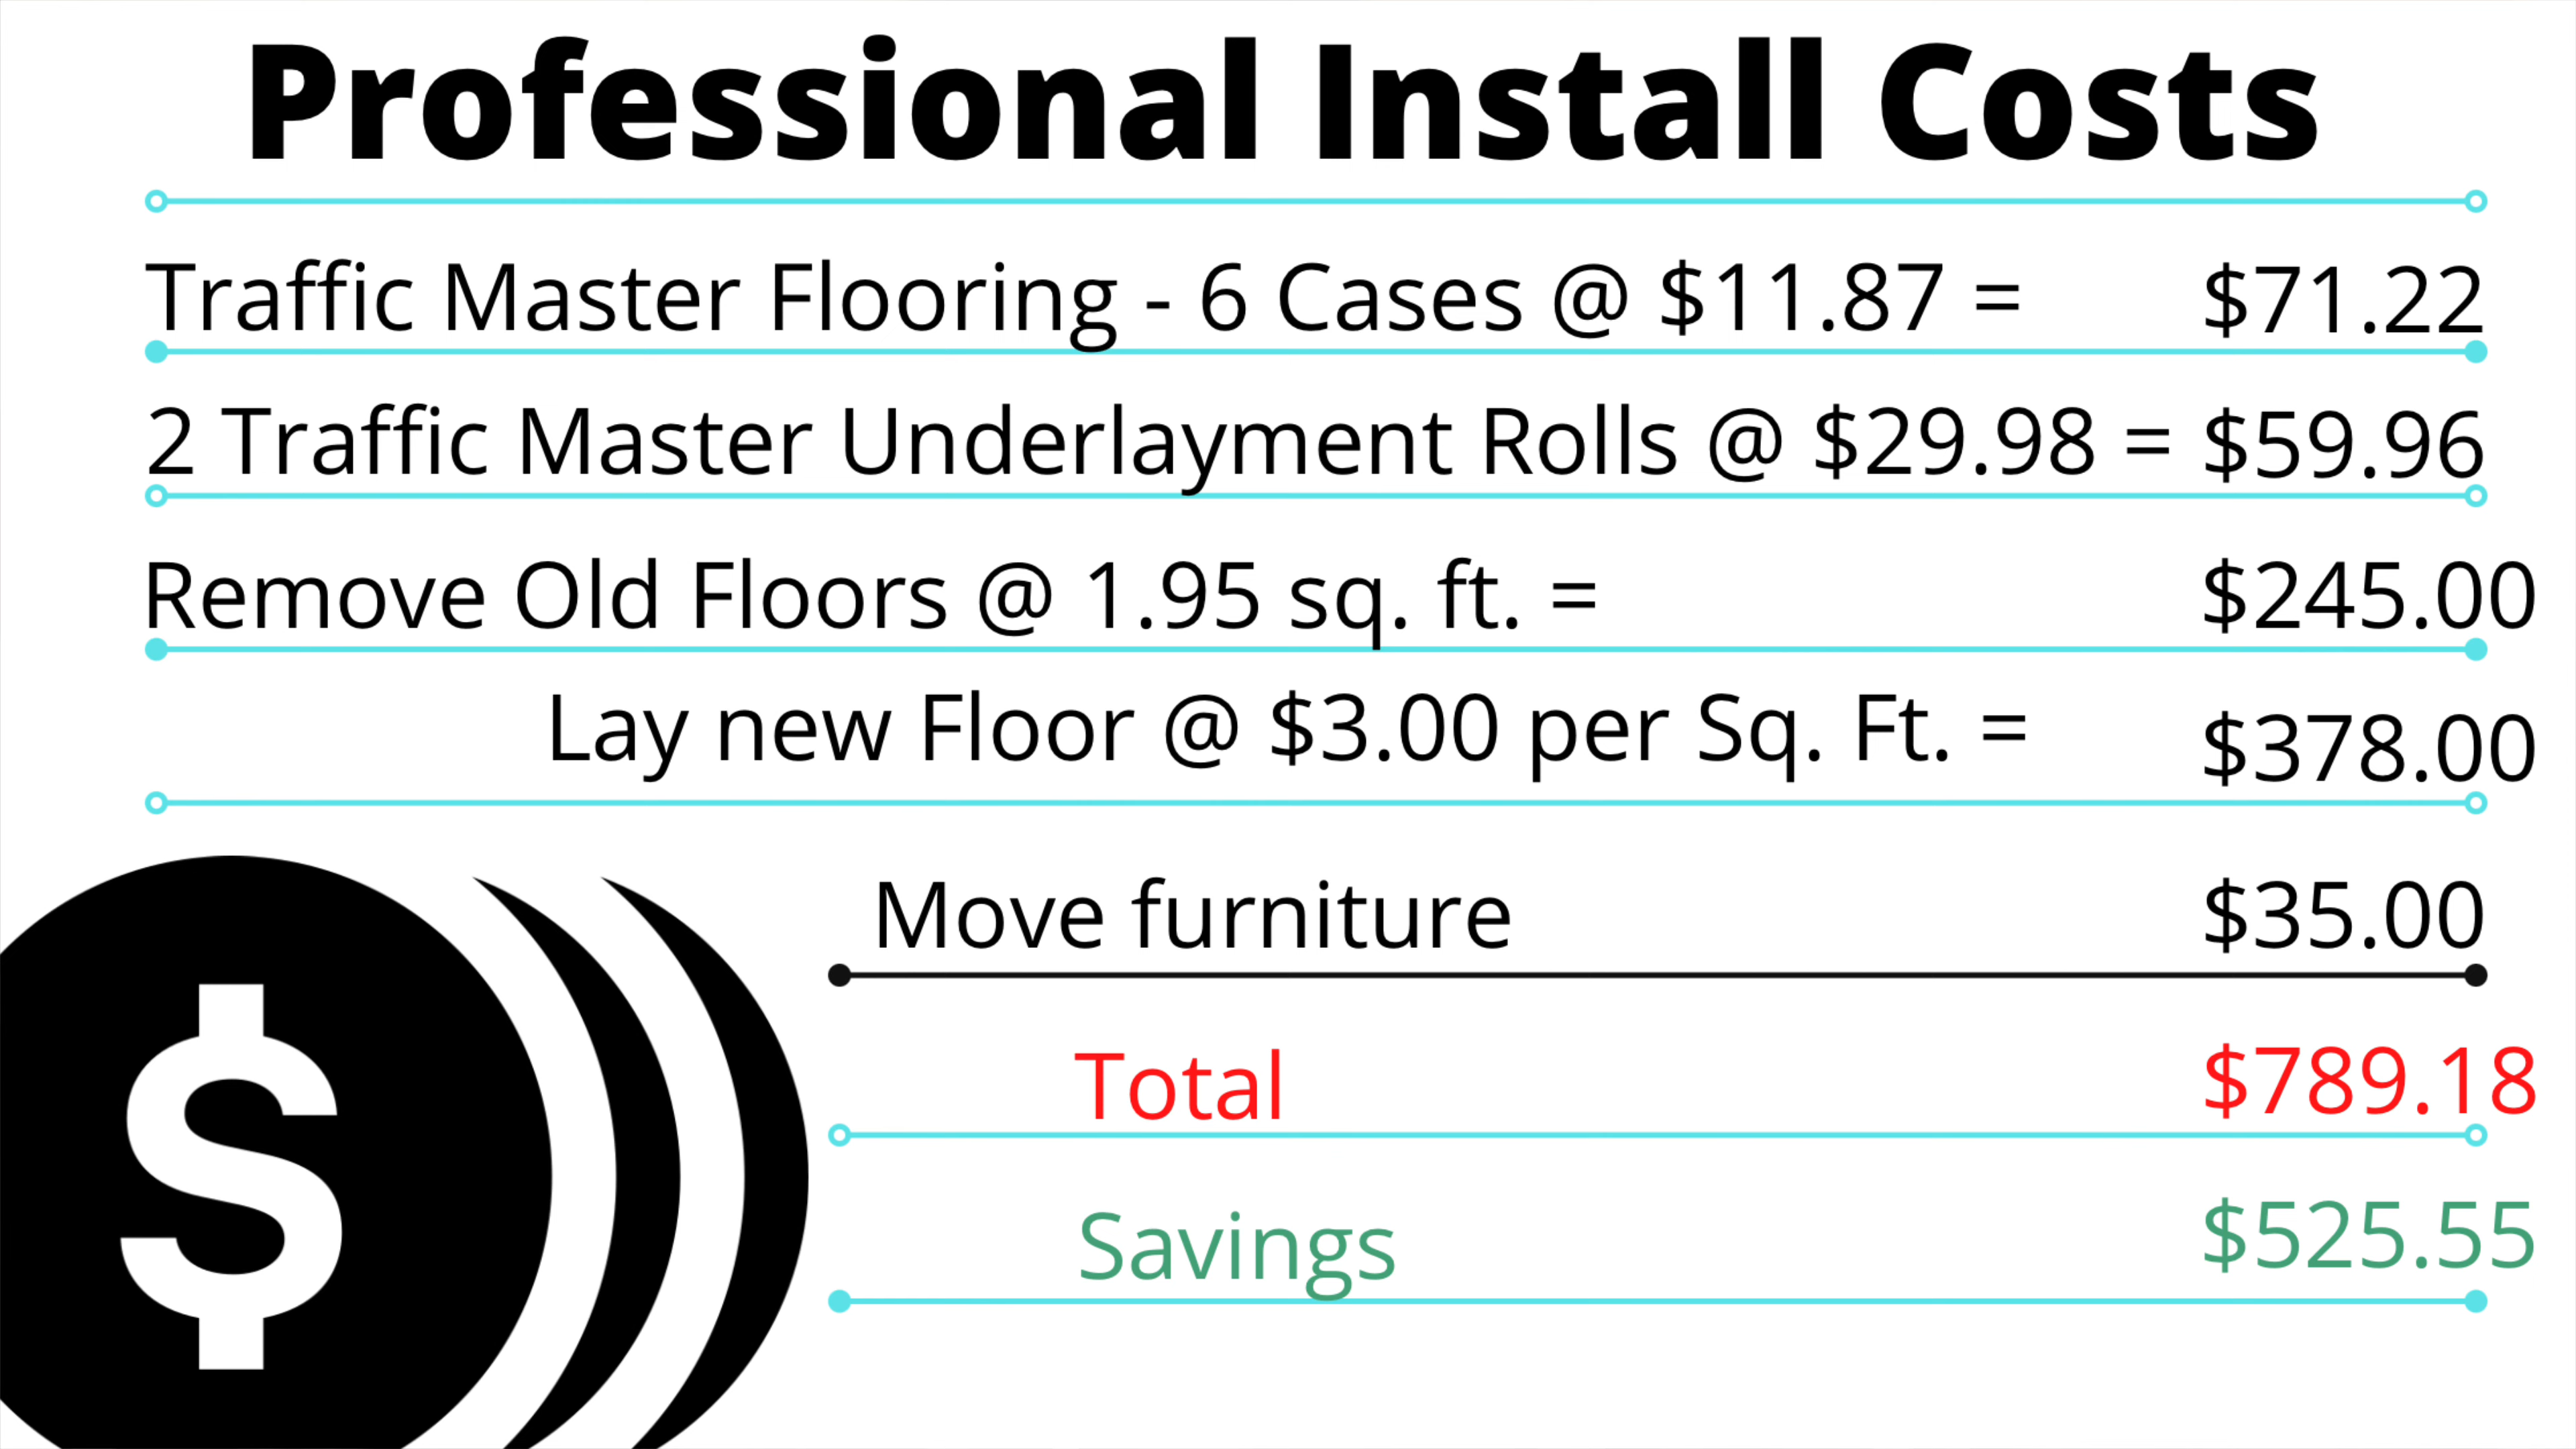 Professional Install Costs
Traffic Master Flooring - 6 Cases @ $11.87 = $71.22
2 Traffic Master Underlayment Rolls @ $29.98 = $59.96
Remove Old Floors @ 1.95 sq. ft. = $245.00
Lay new Floor @ $3.00 per Sq. Ft. = $378.00
Move furniture $35.00
Total $789.18
Savings $525.55
$